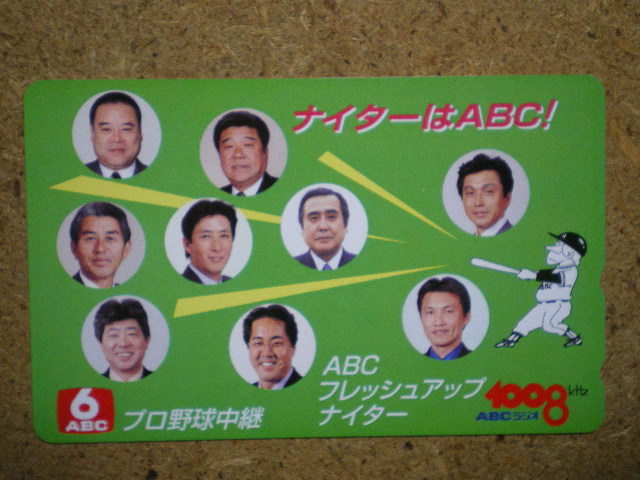 ナイターはABC!
ABC
6
ABC
プロ野球中継
ABC
フレッシュアップ
ナイター
1008 kHz
ABCラジオ